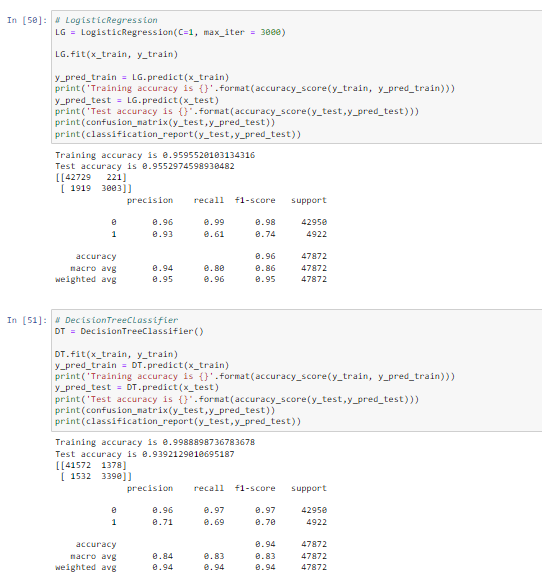 In [50]: # LogisticRegression
LG = LogisticRegression(C=1, max_iter = 3000)
LG.fit(x_train, y_train)
y_pred_train = LG.predict(x_train)
print('Training accuracy is {}'.format(accuracy_score(y_train, y_pred_train)))
y_pred_test = LG.predict(x_test)
print('Test accuracy is {}'.format(accuracy_score(y_test,y_pred_test)))
print(confusion_matrix(y_test,y_pred_test))
print(classification_report(y_test,y_pred_test))
Training accuracy is 0.9595520103134316
Test accuracy is 0.9552974598930482
[[42729   221]
 [ 1919  3003]]
precision recall f1-score support
0 0.96 0.99 0.98 42950
1 0.93 0.61 0.74 4922
accuracy 0.96 47872
macro avg 0.94 0.80 0.86 47872
weighted avg 0.95 0.96 0.95 47872
In [51]: # DecisionTreeClassifier
DT = DecisionTreeClassifier()
DT.fit(x_train, y_train)
y_pred_train = DT.predict(x_train)
print('Training accuracy is {}'.format(accuracy_score(y_train, y_pred_train)))
y_pred_test = DT.predict(x_test)
print('Test accuracy is {}'.format(accuracy_score(y_test,y_pred_test)))
print(confusion_matrix(y_test,y_pred_test))
print(classification_report(y_test,y_pred_test))
Training accuracy is 0.9988898736783678
Test accuracy is 0.9392129010695187
[[41572  1378]
 [ 1532  3390]]
precision recall f1-score support
0 0.96 0.97 0.97 42950
1 0.71 0.69 0.70 4922
accuracy 0.94 47872
macro avg 0.84 0.83 0.83 47872
weighted avg 0.94 0.94 0.94 47872